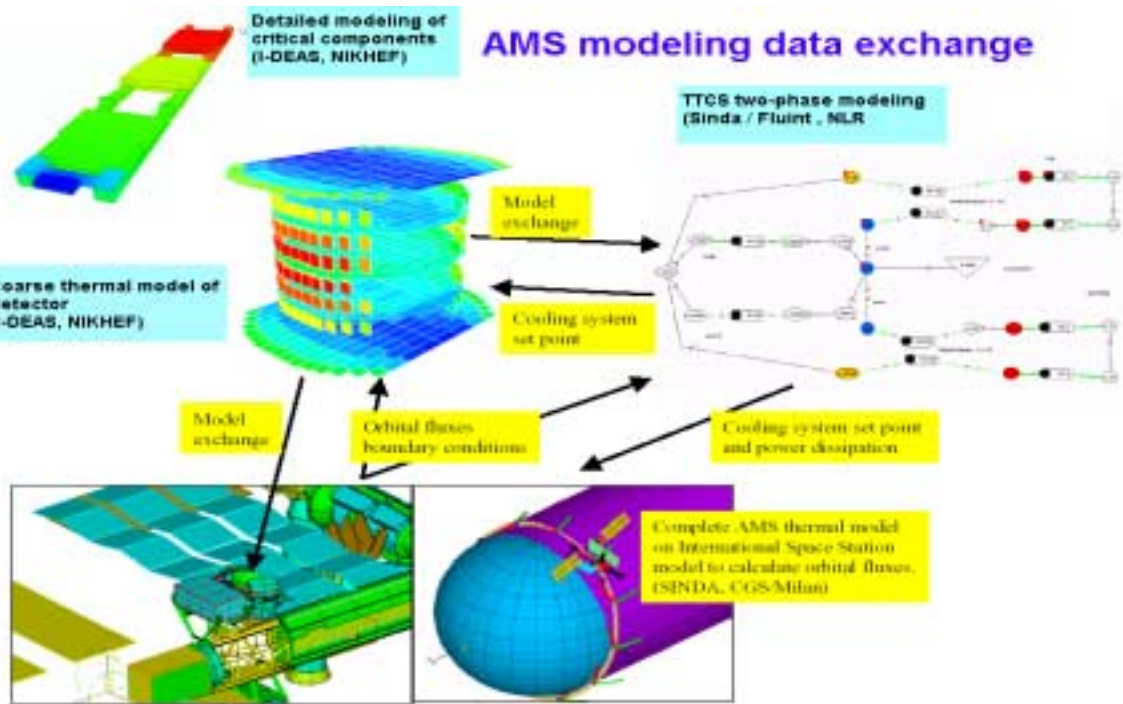 Detailed modeling of
critical components
(I-DEAS, NIKHEF)
AMS modeling data exchange
TTCS two-phase modeling
(Sinda / Fluint , NLR
Model
exchange
oarse thermal model of
etector
-DEAS, NIKHEF)
Cooling system
set point
Model
exchange
Orbital fluxes
boundary conditions
Cooling system set point
and power dissipation
Complete AMS thermal model
on International Space Station
model to calculate orbital fluxes.
(SINDA, CGS/Milan)